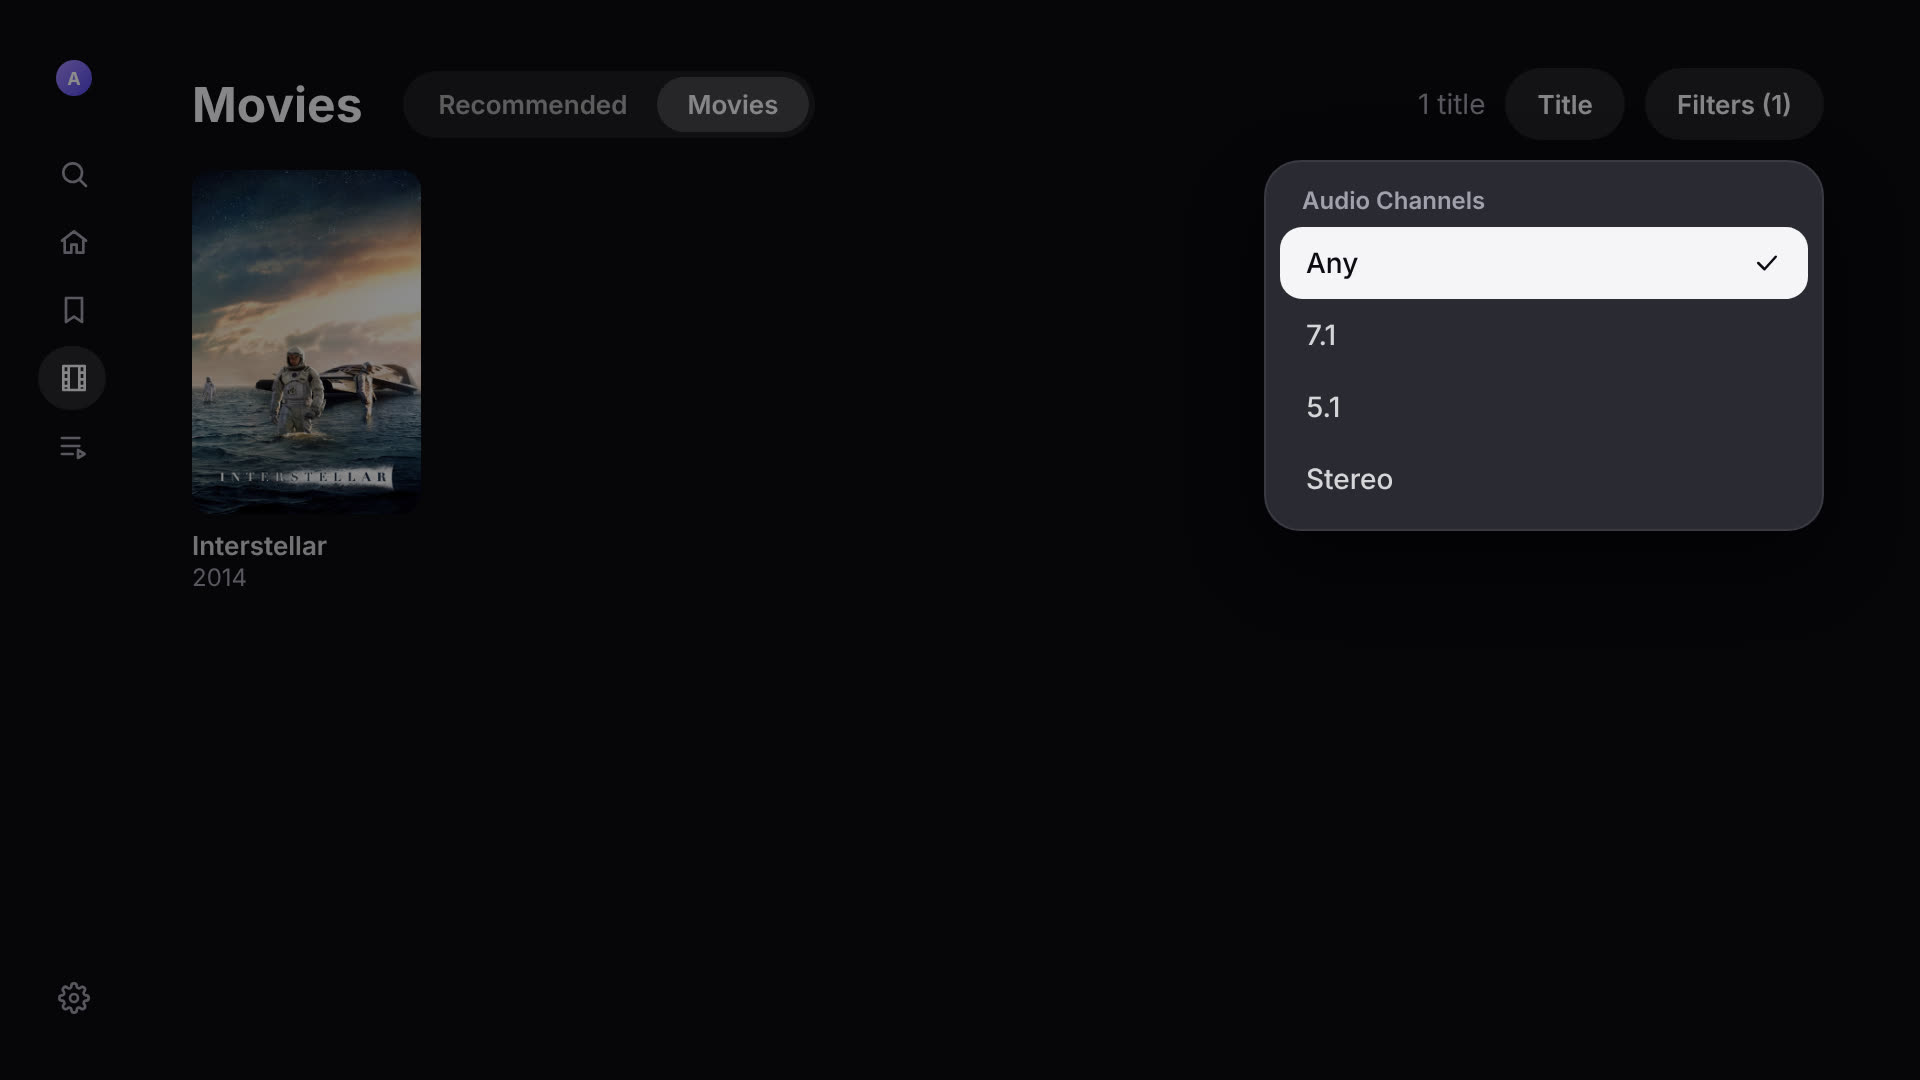 A
Movies
Recommended
Movies
1 title
Title
Filters (1)
Audio Channels
Any
7.1
5.1
Stereo
INTERSTELLAR
Interstellar
2014